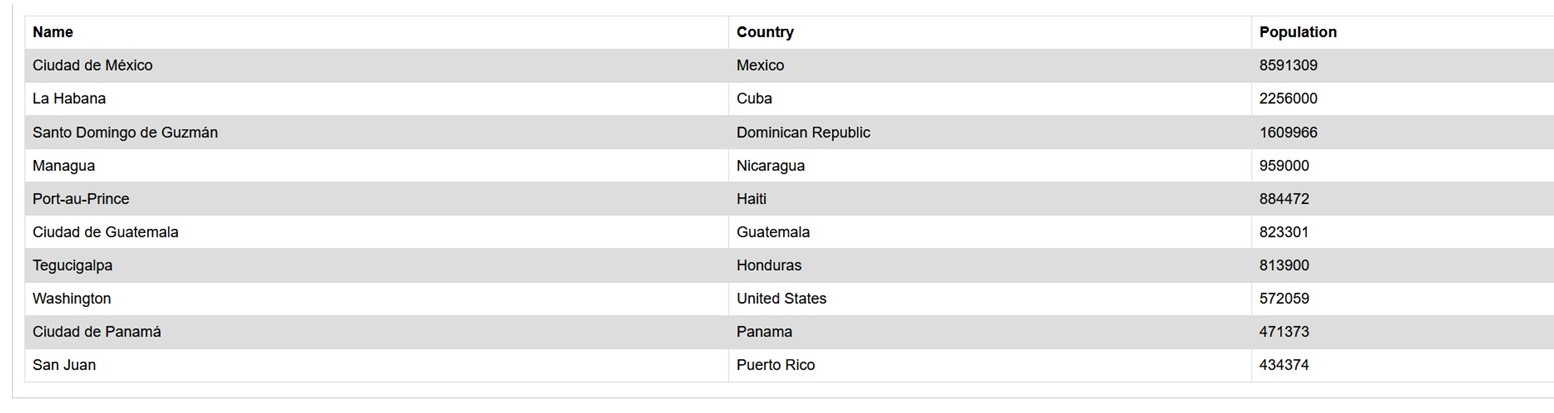 Name Country Population
Ciudad de México Mexico 8591309
La Habana Cuba 2256000
Santo Domingo de Guzmán Dominican Republic 1609966
Managua Nicaragua 959000
Port-au-Prince Haiti 884472
Ciudad de Guatemala Guatemala 823301
Tegucigalpa Honduras 813900
Washington United States 572059
Ciudad de Panamá Panama 471373
San Juan Puerto Rico 434374